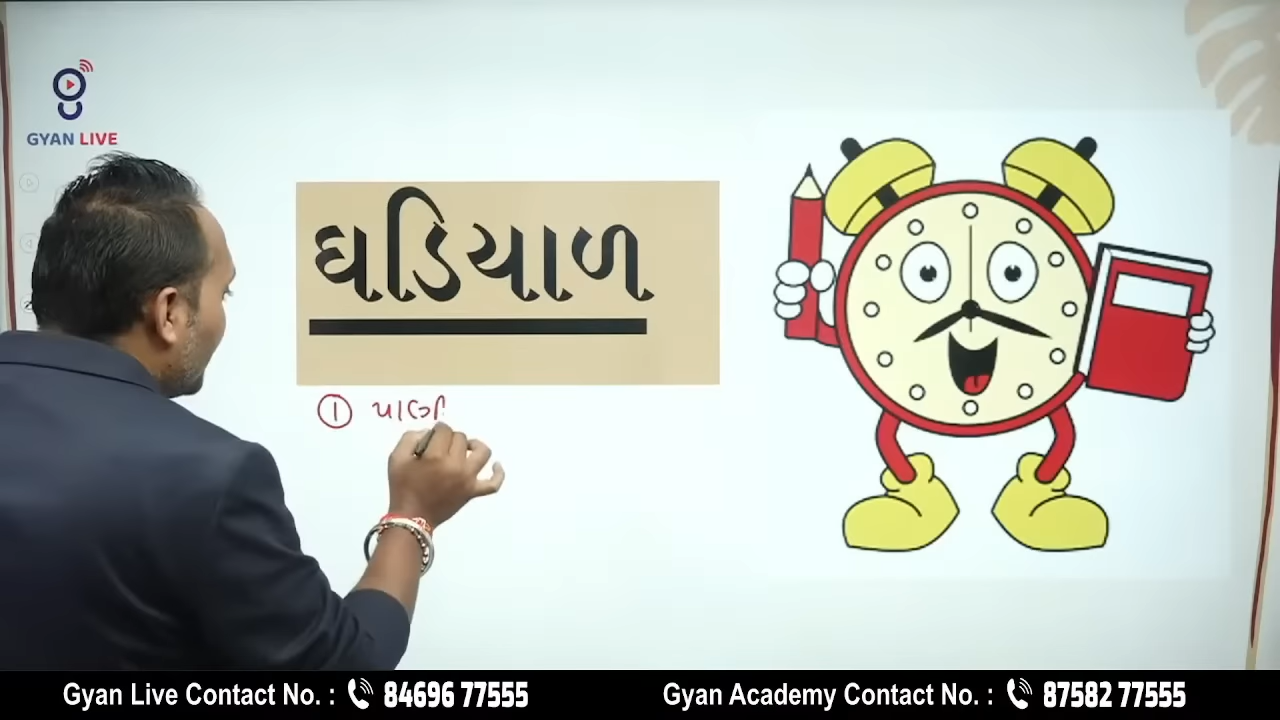 GYAN LIVE
ઘડિયાળ
①
Gyan Live Contact No. : 84696 77555
Gyan Academy Contact No. : 87582 77555